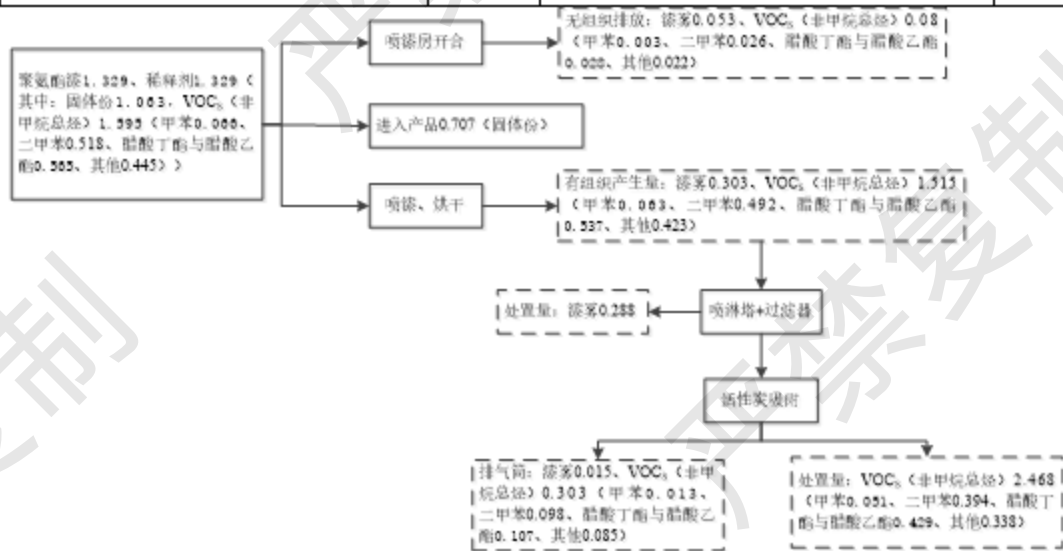 无组织排放：漆雾0.053、VOCs（非甲烷总烃）0.08
（甲苯0.003、二甲苯0.026、醋酸丁酯与醋酸乙酯
0.028、其他0.022）
喷漆房开合
聚氨酯漆1.329、稀释剂1.329（
其中：固体份1.063，VOCs（非
甲烷总烃）1.595（甲苯0.066、
二甲苯0.518、醋酸丁酯与醋酸乙
酯0.565、其他0.445））
进入产品0.707（固体份）
喷漆、烘干
有组织产生量：漆雾0.303、VOCs（非甲烷总烃）1.515
（甲苯0.063、二甲苯0.492、醋酸丁酯与醋酸乙酯
0.537、其他0.423）
处置量：漆雾0.288
喷淋塔+过滤器
活性炭吸附
排气筒：漆雾0.015、VOCs（非甲
烷总烃）0.303（甲苯0.013、
二甲苯0.098、醋酸丁酯与醋酸乙
酯0.107、其他0.085）
处置量：VOCs（非甲烷总烃）2.468
（甲苯0.051、二甲苯0.394、醋酸丁
酯与醋酸乙酯0.429、其他0.338）
严禁复制